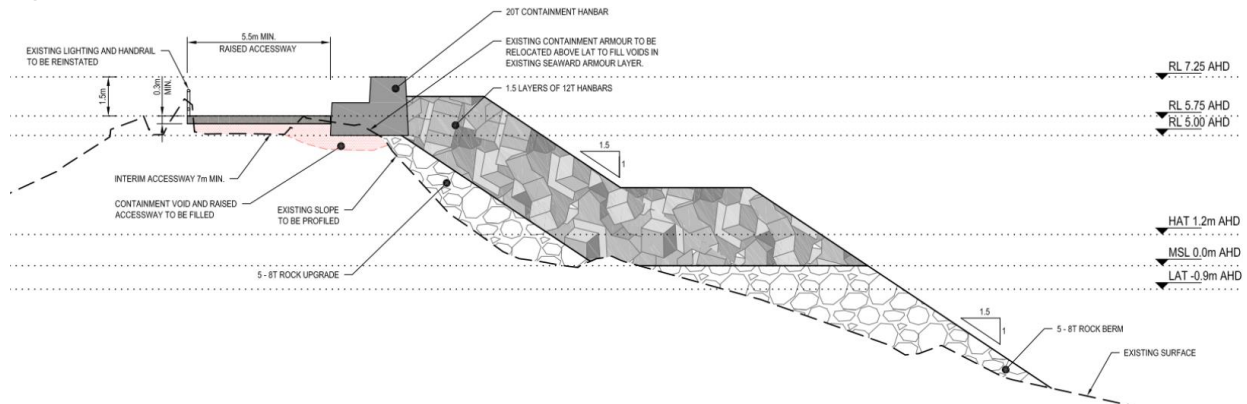 20T CONTAINMENT HANBAR
5.5m MIN.
RAISED ACCESSWAY
EXISTING LIGHTING AND HANDRAIL
TO BE REINSTATED
EXISTING CONTAINMENT ARMOUR TO BE
RELOCATED ABOVE LAT TO FILL VOIDS IN
EXISTING SEAWARD ARMOUR LAYER.
1.5 LAYERS OF 12T HANBARS
1.5m
0.3m
MIN.
RL 7.25 AHD
RL 5.75 AHD
RL 5.00 AHD
1.5
1
INTERIM ACCESSWAY 7m MIN.
CONTAINMENT VOID AND RAISED
ACCESSWAY TO BE FILLED
EXISTING SLOPE
TO BE PROFILED
HAT 1.2m AHD
MSL 0.0m AHD
LAT -0.9m AHD
5 - 8T ROCK UPGRADE
1.5
1
5 - 8T ROCK BERM
EXISTING SURFACE